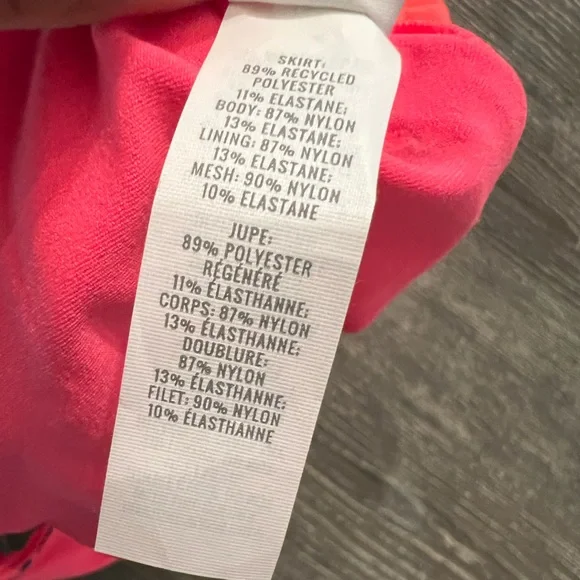 SKIRT:
89% RECYCLED
POLYESTER
11% ELASTANE;
BODY: 87% NYLON
13% ELASTANE;
LINING: 87% NYLON
13% ELASTANE;
MESH: 90% NYLON
10% ELASTANE
JUPE:
89% POLYESTER
RÉGÉNÉRÉ
11% ÉLASTHANNE;
CORPS: 87% NYLON
13% ÉLASTHANNE;
DOUBLURE:
87% NYLON
13% ÉLASTHANNE;
FILET: 90% NYLON
10% ÉLASTHANNE